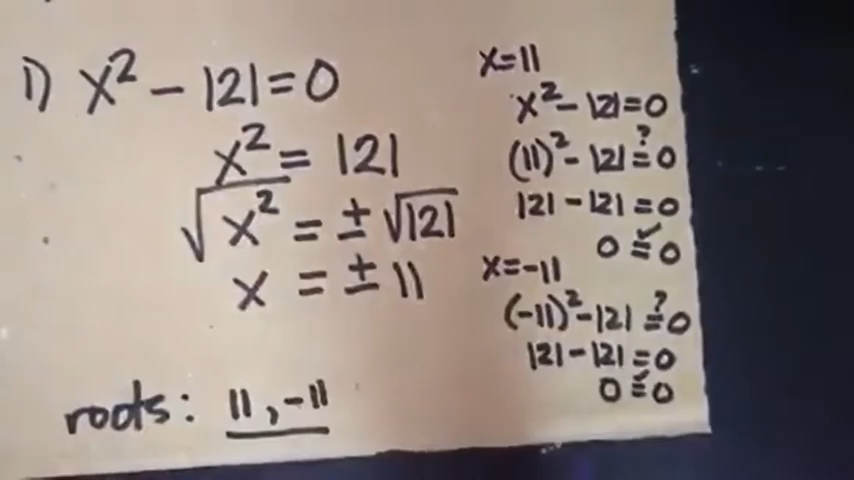 1) x² - 121 = 0
x² = 121
√x² = ± √121
x = ± 11
roots: 11, -11
x = 11
x² - 121 = 0
(11)² - 121 ≟ 0
121 - 121 = 0
0 =✓ 0
x = -11
(-11)² - 121 ≟ 0
121 - 121 = 0
0 =✓ 0